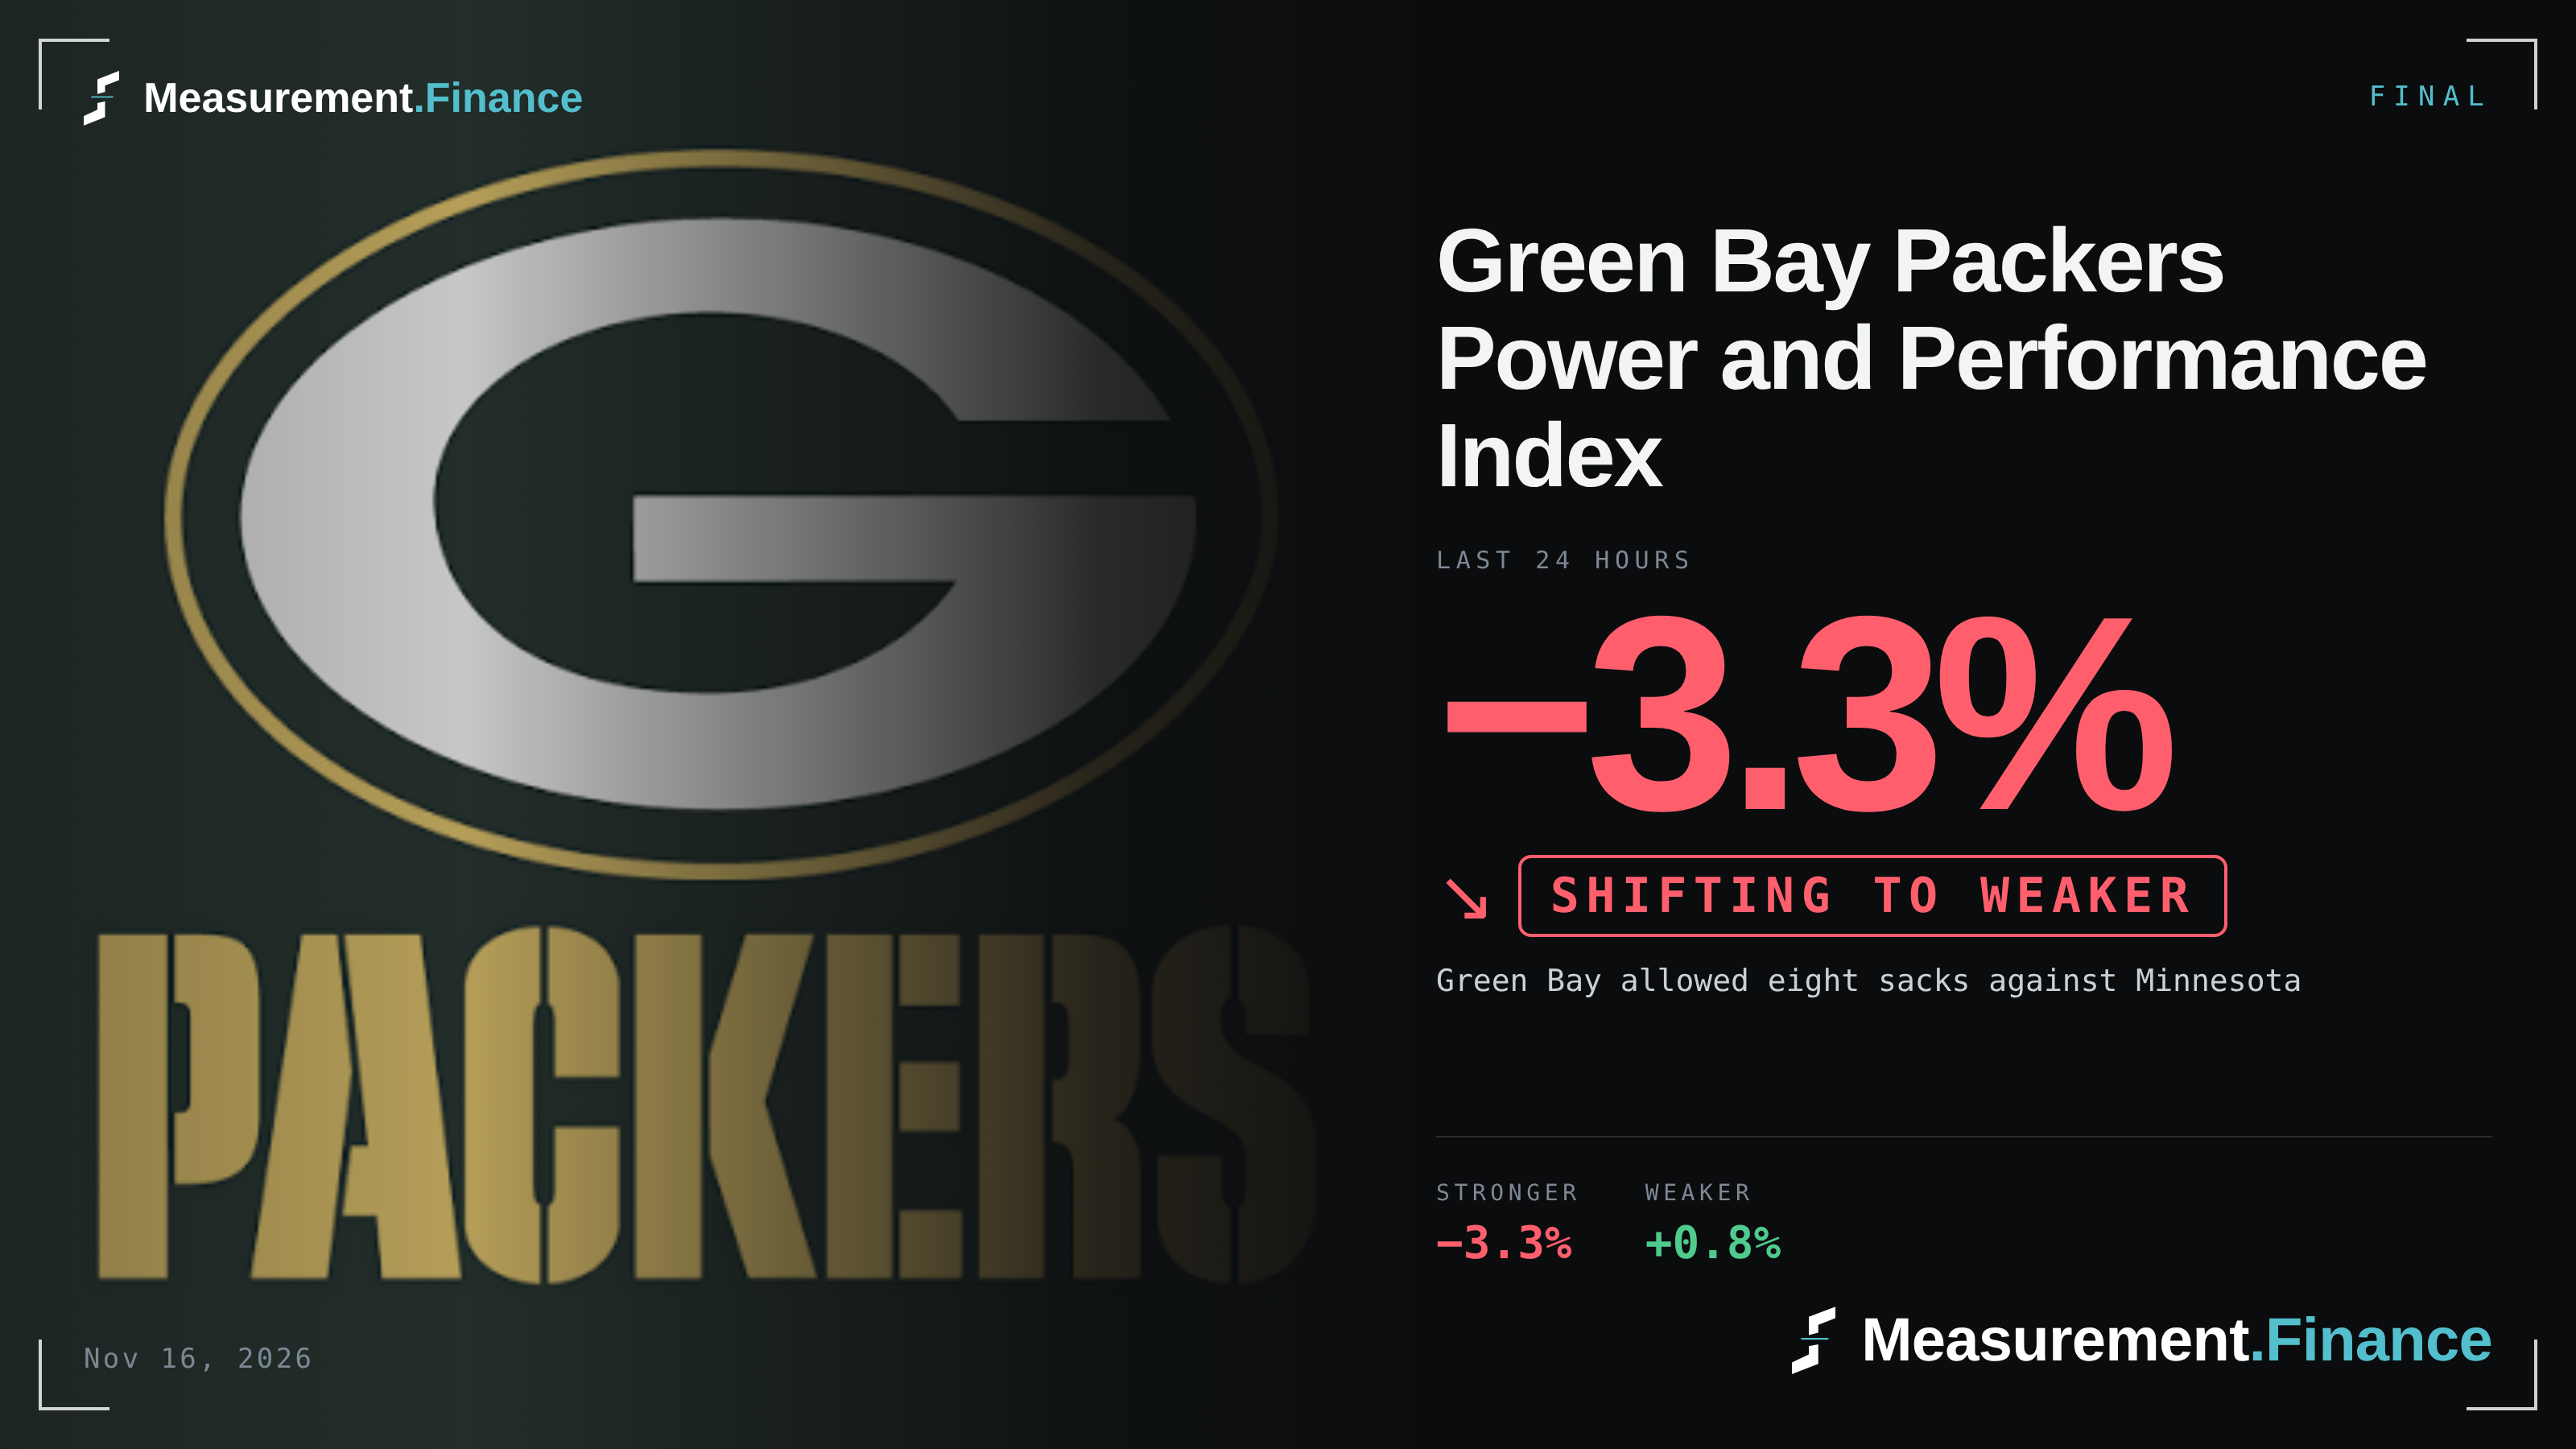 Measurement.Finance
FINAL
G
PACKERS
Green Bay Packers
Power and Performance
Index
LAST 24 HOURS
−3.3%
↘ SHIFTING TO WEAKER
Green Bay allowed eight sacks against Minnesota
STRONGER WEAKER
−3.3% +0.8%
Nov 16, 2026
Measurement.Finance